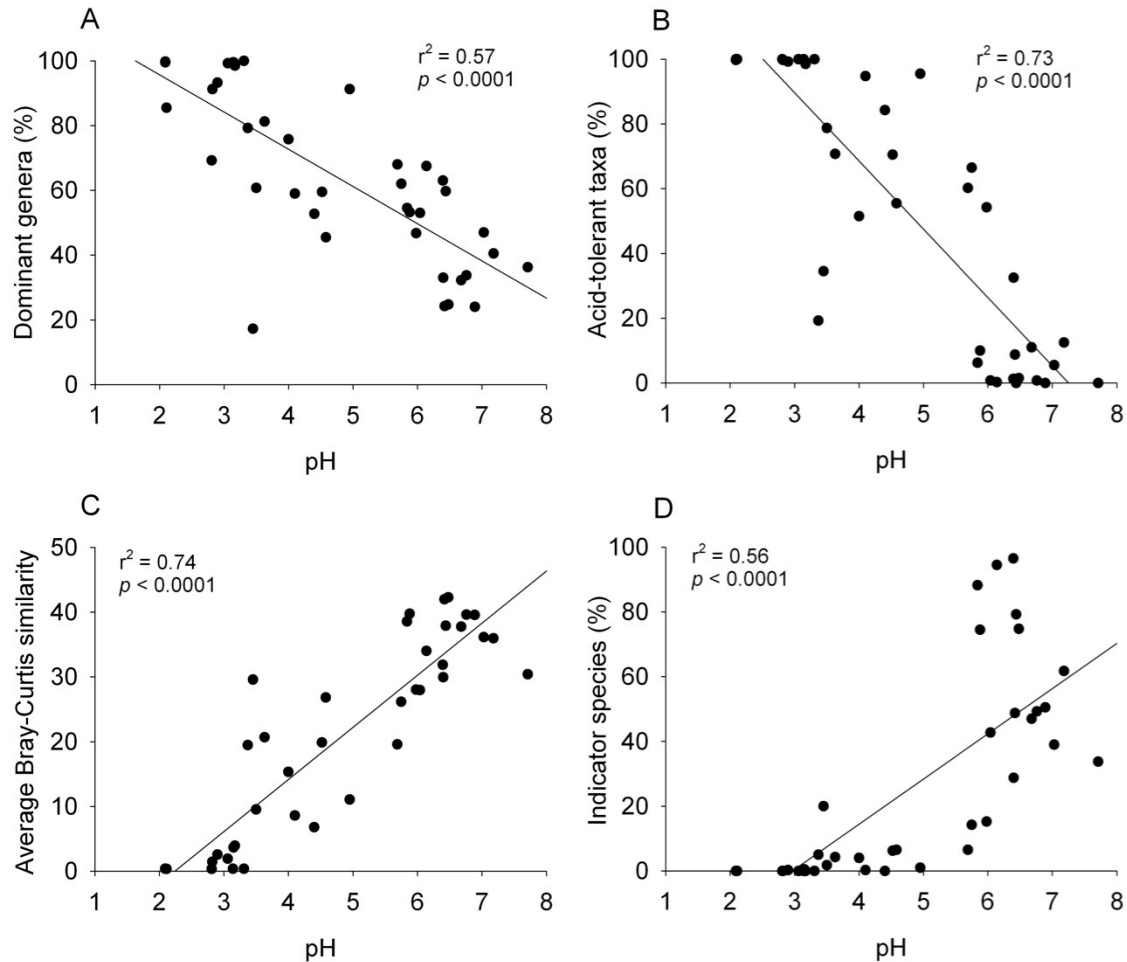 A
r² = 0.57
p < 0.0001
Dominant genera (%)
100
80
60
40
20
0
1 2 3 4 5 6 7 8
pH
B
r² = 0.73
p < 0.0001
Acid-tolerant taxa (%)
100
80
60
40
20
0
1 2 3 4 5 6 7 8
pH
C
r² = 0.74
p < 0.0001
Average Bray-Curtis similarity
50
40
30
20
10
0
1 2 3 4 5 6 7 8
pH
D
r² = 0.56
p < 0.0001
Indicator species (%)
100
80
60
40
20
0
1 2 3 4 5 6 7 8
pH